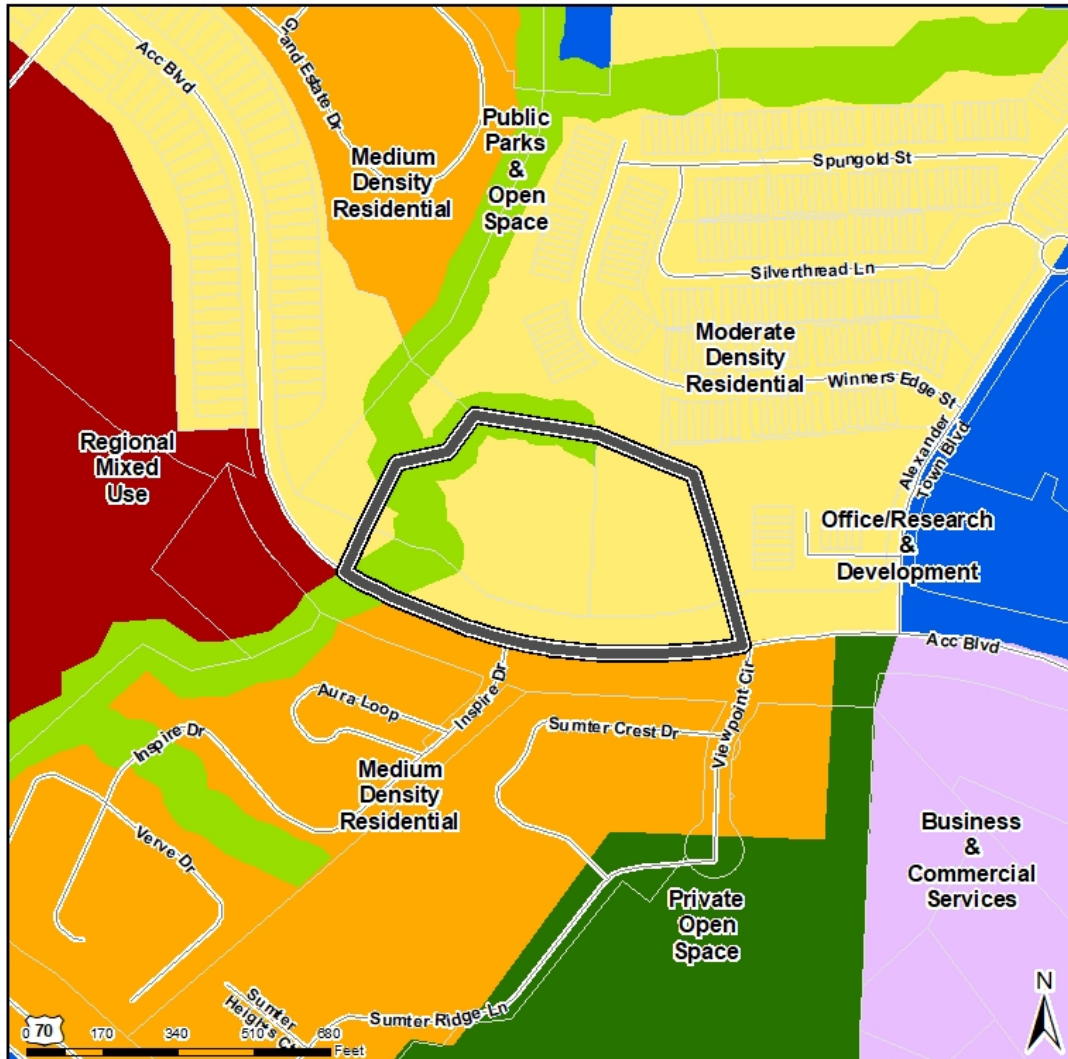 Acc Blvd
Grand Estate Dr
Public
Parks
&
Open
Space
Medium
Density
Residential
Spungold St
Silverthread Ln
Moderate
Density
Residential
Winners Edge St
Alexander
Town Blvd
Regional
Mixed
Use
Office/Research
&
Development
Acc Blvd
Aura Loop
Inspire Dr
Sumter Crest Dr
Viewpoint Cir
Inspire Dr
Medium
Density
Residential
Verve Dr
Business
&
Commercial
Services
Private
Open
Space
Sumter
Heights Ct
Sumter Ridge Ln
N
70
0 170 340 510 680
Feet